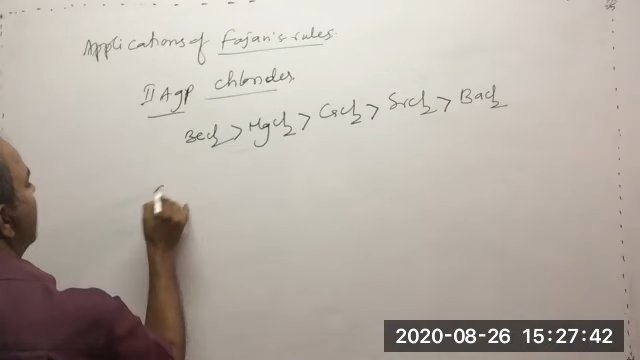 Applications of Fajan's rules.
II A gp chlorides
BeCl2 > MgCl2 > CaCl2 > SrCl2 > BaCl2
2020-08-26 15:27:42